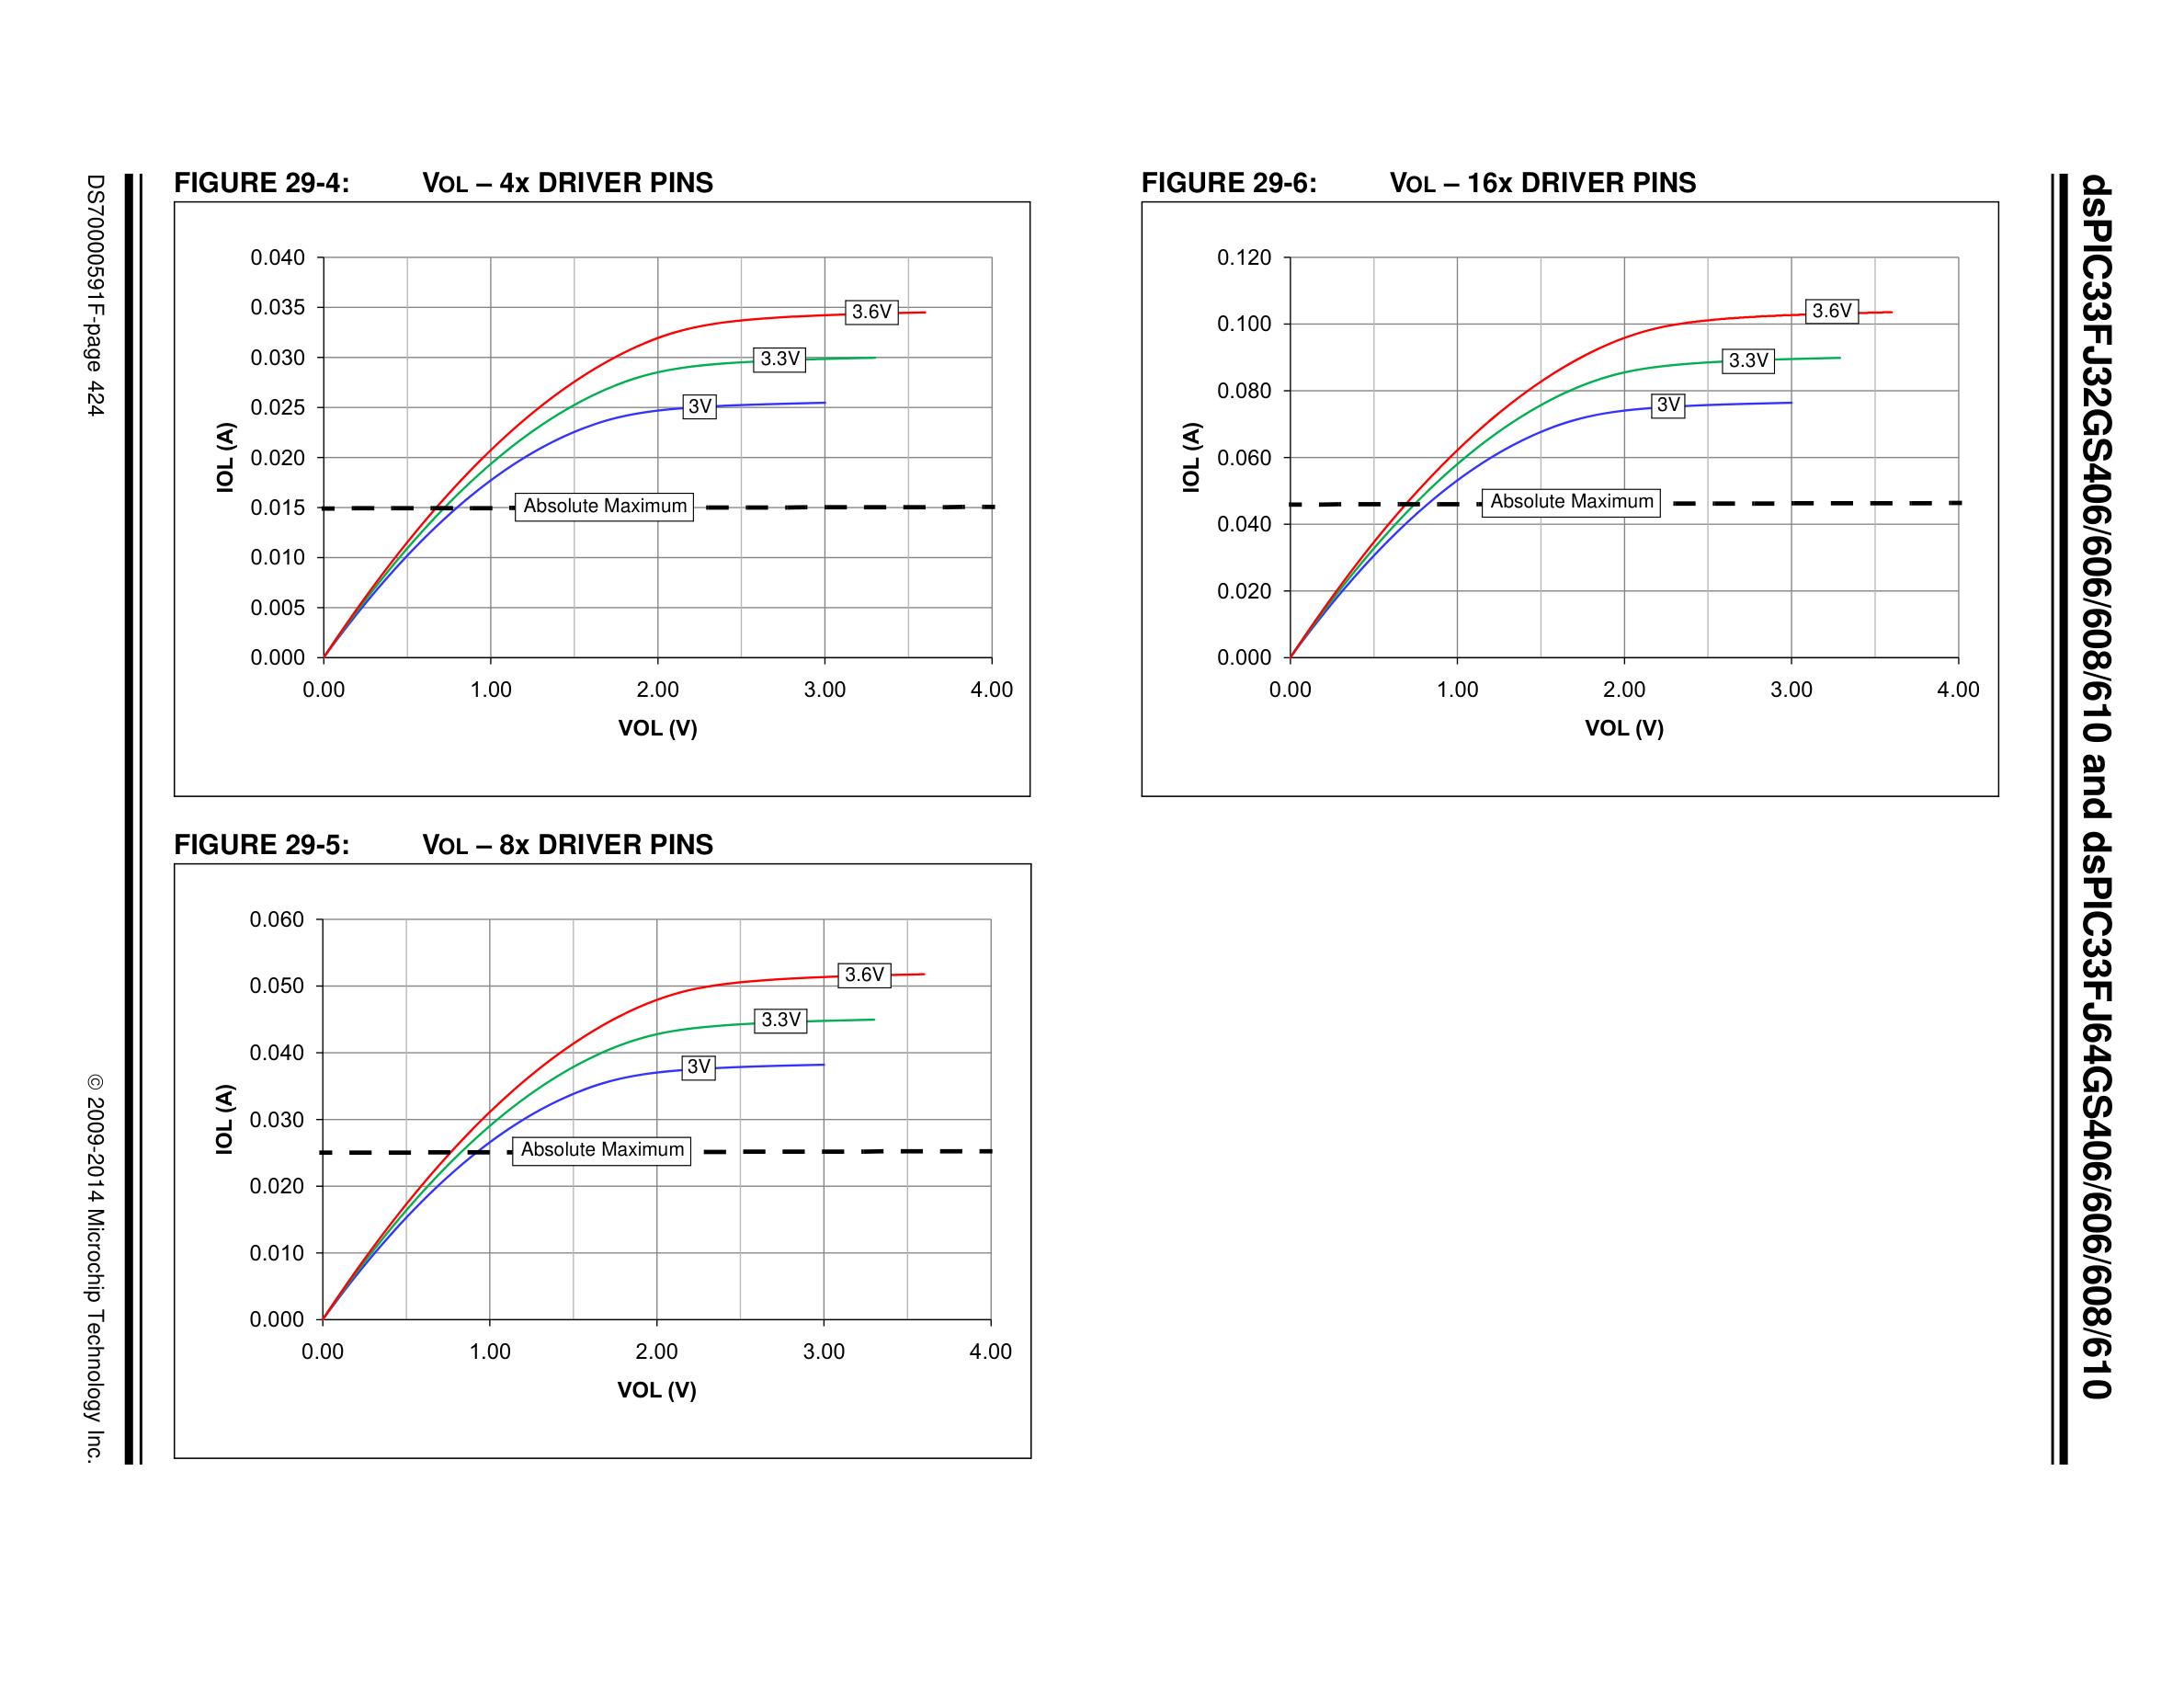 dsPIC33FJ32GS406/606/608/610 and dsPIC33FJ64GS406/606/608/610
FIGURE 29-4: VOL – 4x DRIVER PINS
0.040
0.035
0.030
0.025
0.020
0.015
0.010
0.005
0.000
IOL (A)
3.6V
3.3V
3V
Absolute Maximum
0.00 1.00 2.00 3.00 4.00
VOL (V)
FIGURE 29-5: VOL – 8x DRIVER PINS
0.060
0.050
0.040
0.030
0.020
0.010
0.000
IOL (A)
3.6V
3.3V
3V
Absolute Maximum
0.00 1.00 2.00 3.00 4.00
VOL (V)
FIGURE 29-6: VOL – 16x DRIVER PINS
0.120
0.100
0.080
0.060
0.040
0.020
0.000
IOL (A)
3.6V
3.3V
3V
Absolute Maximum
0.00 1.00 2.00 3.00 4.00
VOL (V)
DS70000591F-page 424
© 2009-2014 Microchip Technology Inc.